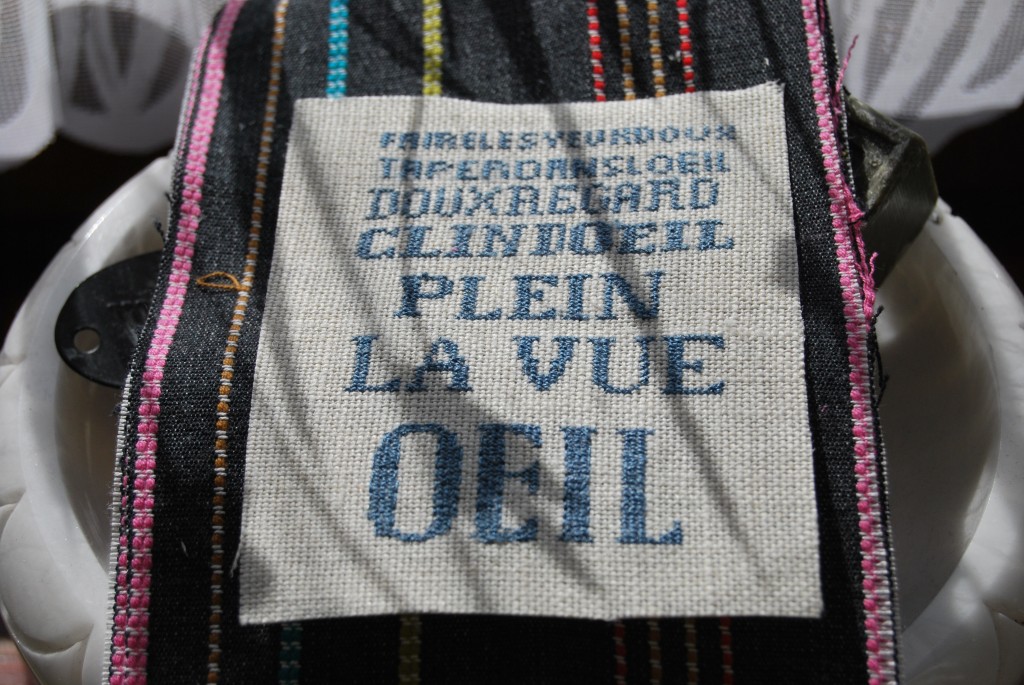 FAIRELESYEUXDOUX
TAPERDANSLOEIL
DOUXREGARD
CLINDOEIL
PLEIN
LA VUE
OEIL